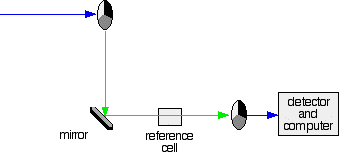 detector
and
computer
mirror
reference
cell